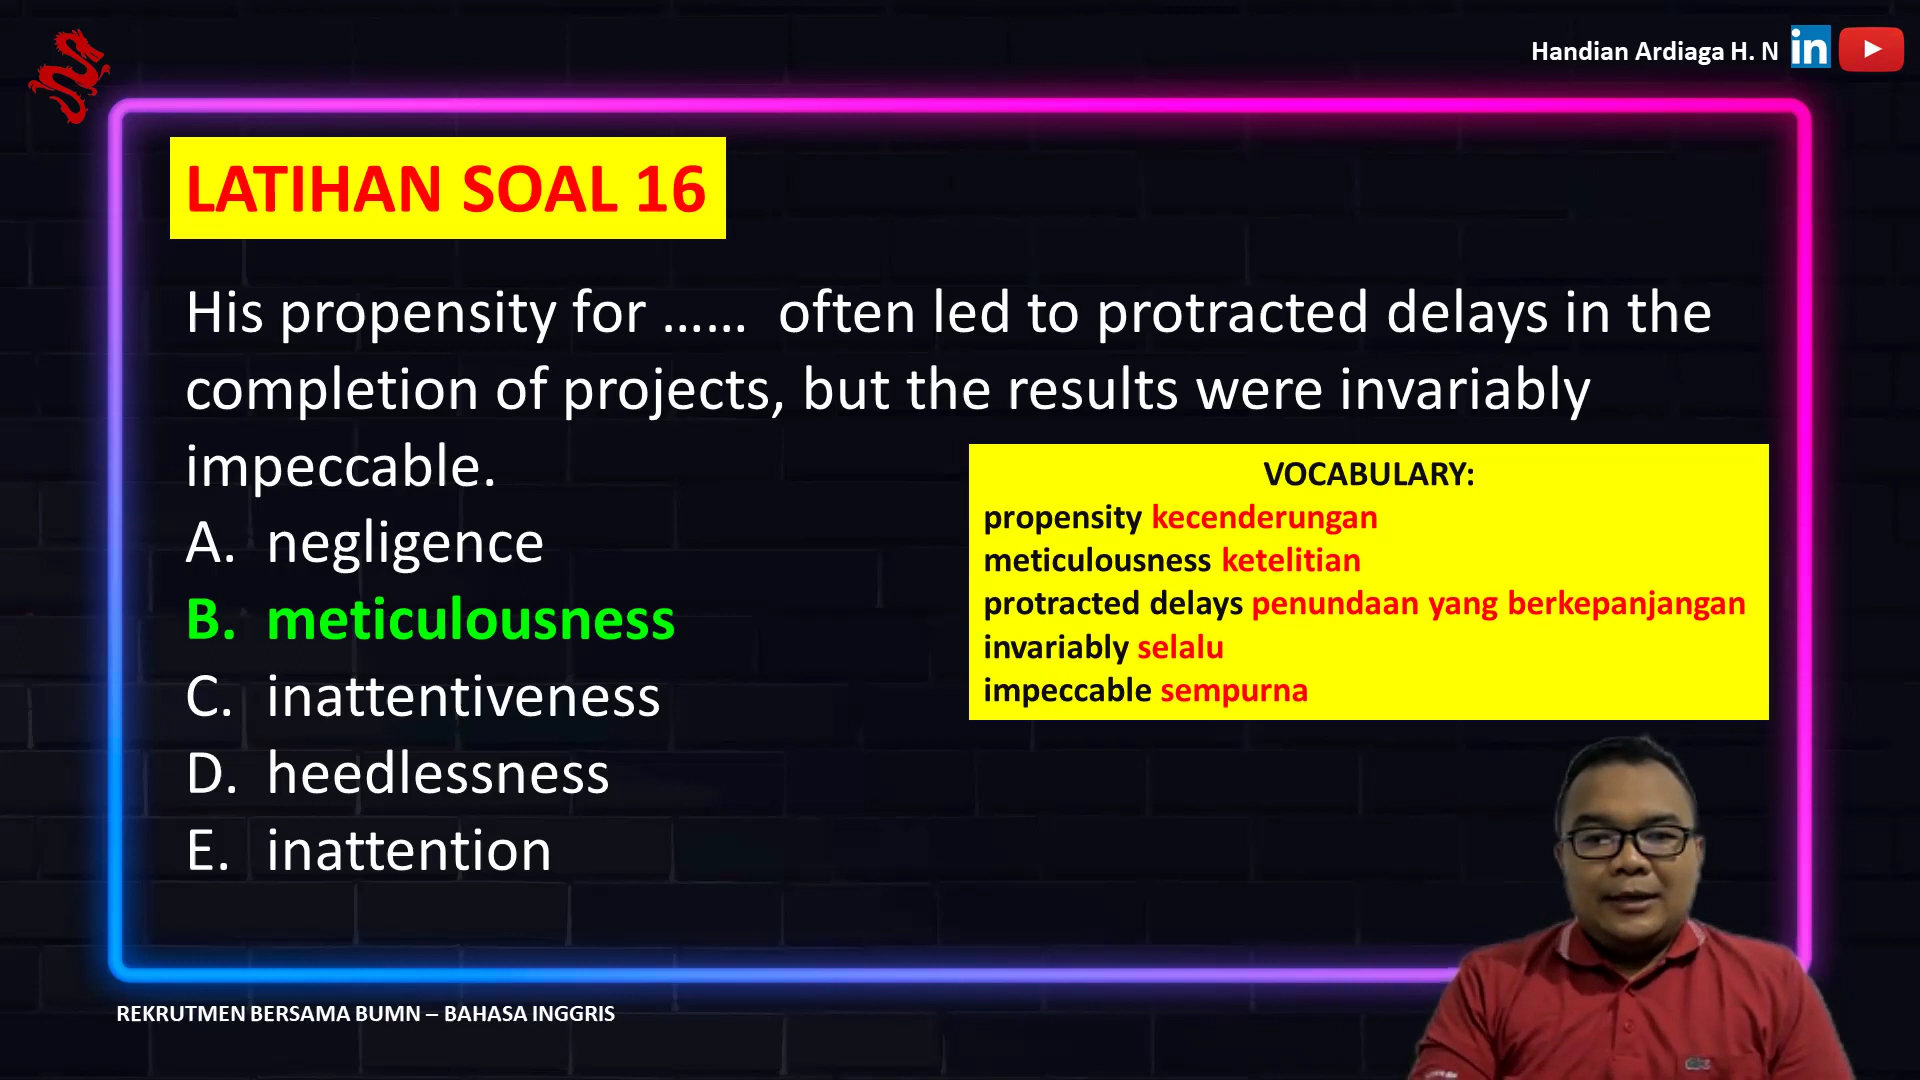 Handian Ardiaga H. N
LATIHAN SOAL 16
His propensity for ...... often led to protracted delays in the
completion of projects, but the results were invariably
impeccable.
A. negligence
B. meticulousness
C. inattentiveness
D. heedlessness
E. inattention
VOCABULARY:
propensity kecenderungan
meticulousness ketelitian
protracted delays penundaan yang berkepanjangan
invariably selalu
impeccable sempurna
REKRUTMEN BERSAMA BUMN – BAHASA INGGRIS